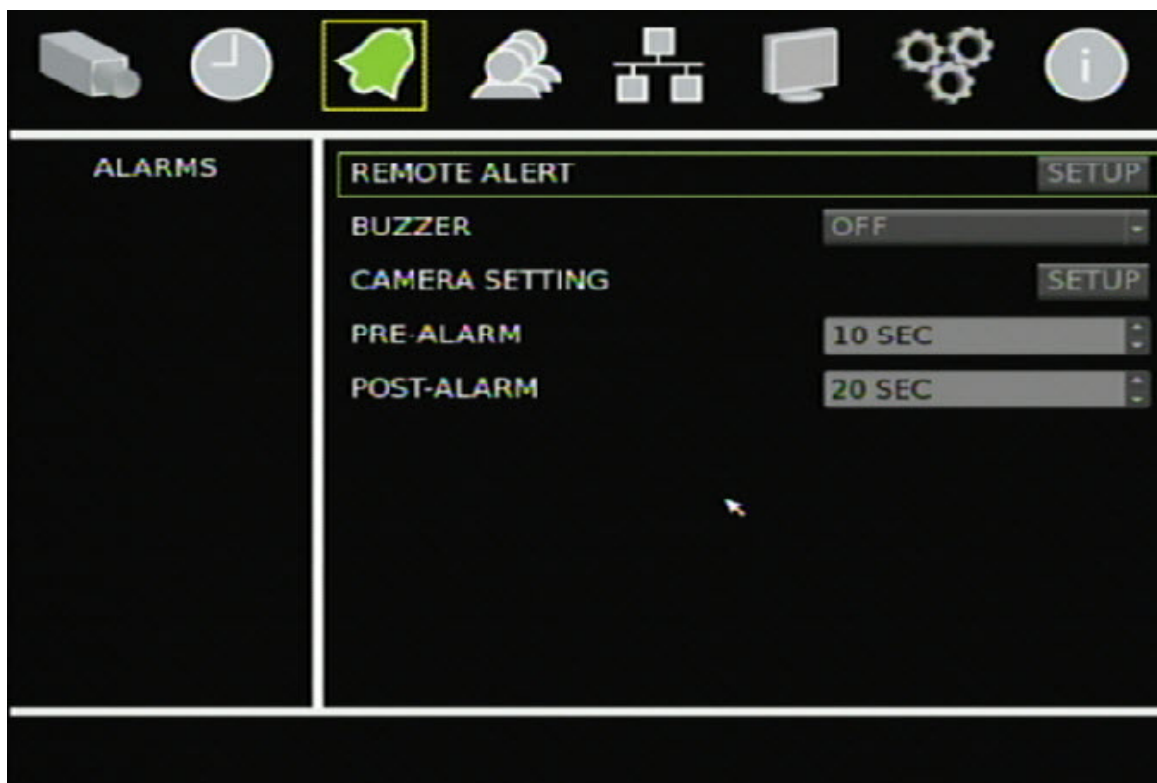 ALARMS
REMOTE ALERT SETUP
BUZZER OFF
CAMERA SETTING SETUP
PRE-ALARM 10 SEC
POST-ALARM 20 SEC